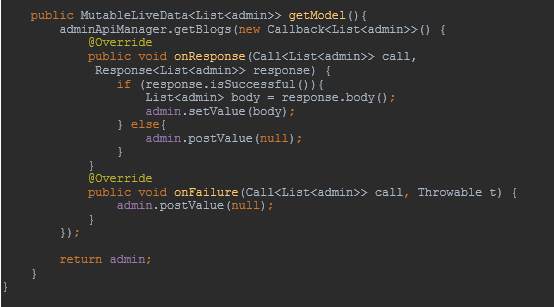 public MutableLiveData<List<admin>> getModel(){
        adminApiManager.getBlogs(new Callback<List<admin>>() {
            @Override
            public void onResponse(Call<List<admin>> call,
             Response<List<admin>> response) {
                if (response.isSuccessful()){
                    List<admin> body = response.body();
                    admin.setValue(body);
                } else{
                    admin.postValue(null);
                }
            }
            @Override
            public void onFailure(Call<List<admin>> call, Throwable t) {
                admin.postValue(null);
            }
        });

        return admin;
    }
}